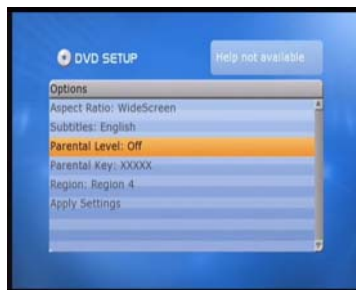 DVD SETUP
Help not available
Options
Aspect Ratio: WideScreen
Subtitles: English
Parental Level: Off
Parental Key: XXXXX
Region: Region 4
Apply Settings